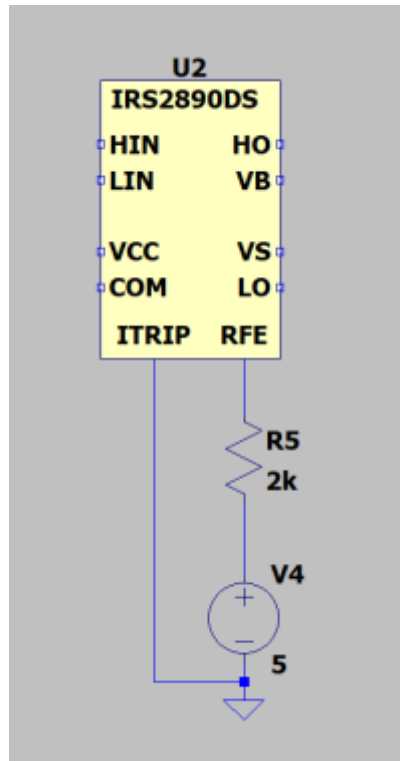 U2
IRS2890DS
HIN HO
LIN VB
VCC VS
COM LO
ITRIP RFE
R5
2k
V4
5